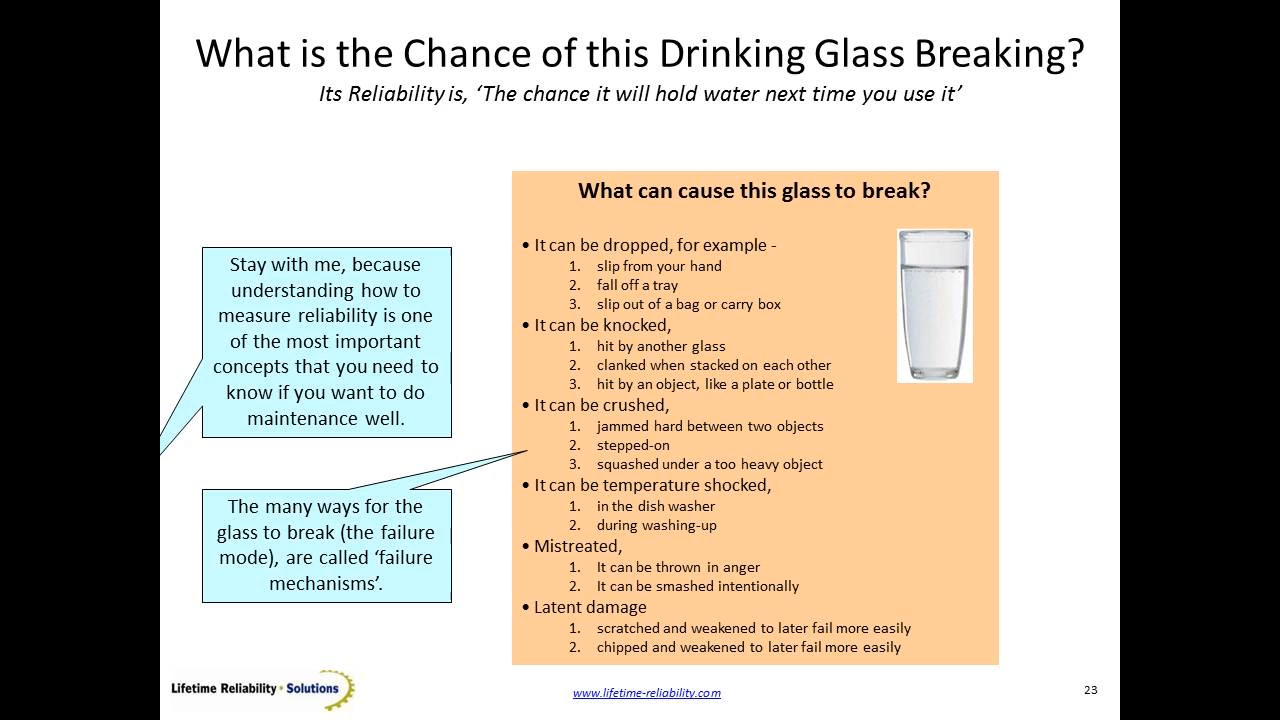 What is the Chance of this Drinking Glass Breaking?
Its Reliability is, ‘The chance it will hold water next time you use it’
Stay with me, because
understanding how to
measure reliability is one
of the most important
concepts that you need to
know if you want to do
maintenance well.
The many ways for the
glass to break (the failure
mode), are called ‘failure
mechanisms’.
What can cause this glass to break?
• It can be dropped, for example -
1. slip from your hand
2. fall off a tray
3. slip out of a bag or carry box
• It can be knocked,
1. hit by another glass
2. clanked when stacked on each other
3. hit by an object, like a plate or bottle
• It can be crushed,
1. jammed hard between two objects
2. stepped-on
3. squashed under a too heavy object
• It can be temperature shocked,
1. in the dish washer
2. during washing-up
• Mistreated,
1. It can be thrown in anger
2. It can be smashed intentionally
• Latent damage
1. scratched and weakened to later fail more easily
2. chipped and weakened to later fail more easily
Lifetime Reliability • Solutions
www.lifetime-reliability.com
23